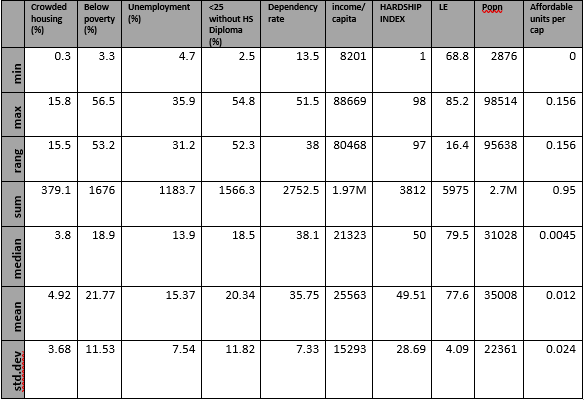 Crowded housing (%) Below poverty (%) Unemployment (%) <25 without HS Diploma (%) Dependency rate income/ capita HARDSHIP INDEX LE Popn Affordable units per cap
min 0.3 3.3 4.7 2.5 13.5 8201 1 68.8 2876 0
max 15.8 56.5 35.9 54.8 51.5 88669 98 85.2 98514 0.156
rang 15.5 53.2 31.2 52.3 38 80468 97 16.4 95638 0.156
sum 379.1 1676 1183.7 1566.3 2752.5 1.97M 3812 5975 2.7M 0.95
median 3.8 18.9 13.9 18.5 38.1 21323 50 79.5 31028 0.0045
mean 4.92 21.77 15.37 20.34 35.75 25563 49.51 77.6 35008 0.012
std.dev 3.68 11.53 7.54 11.82 7.33 15293 28.69 4.09 22361 0.024